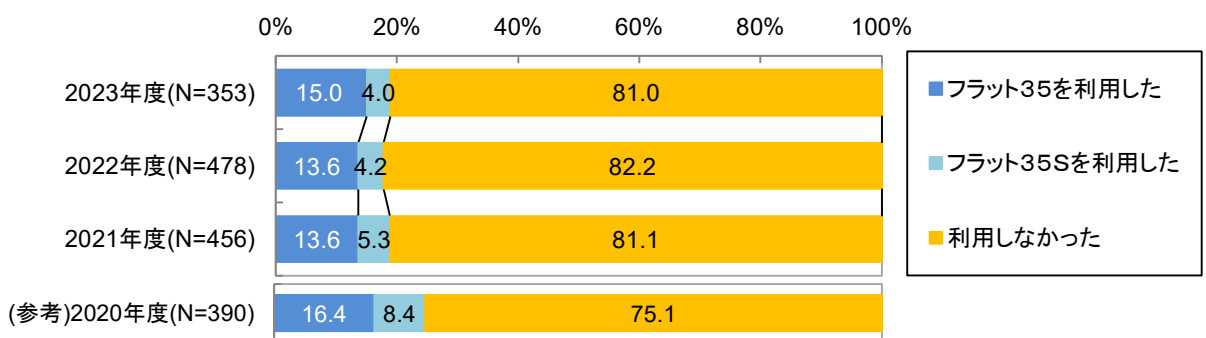 0% 20% 40% 60% 80% 100%
2023年度(N=353) 15.0 4.0 81.0
2022年度(N=478) 13.6 4.2 82.2
2021年度(N=456) 13.6 5.3 81.1
(参考)2020年度(N=390) 16.4 8.4 75.1
フラット３５を利用した
フラット３５Ｓを利用した
利用しなかった